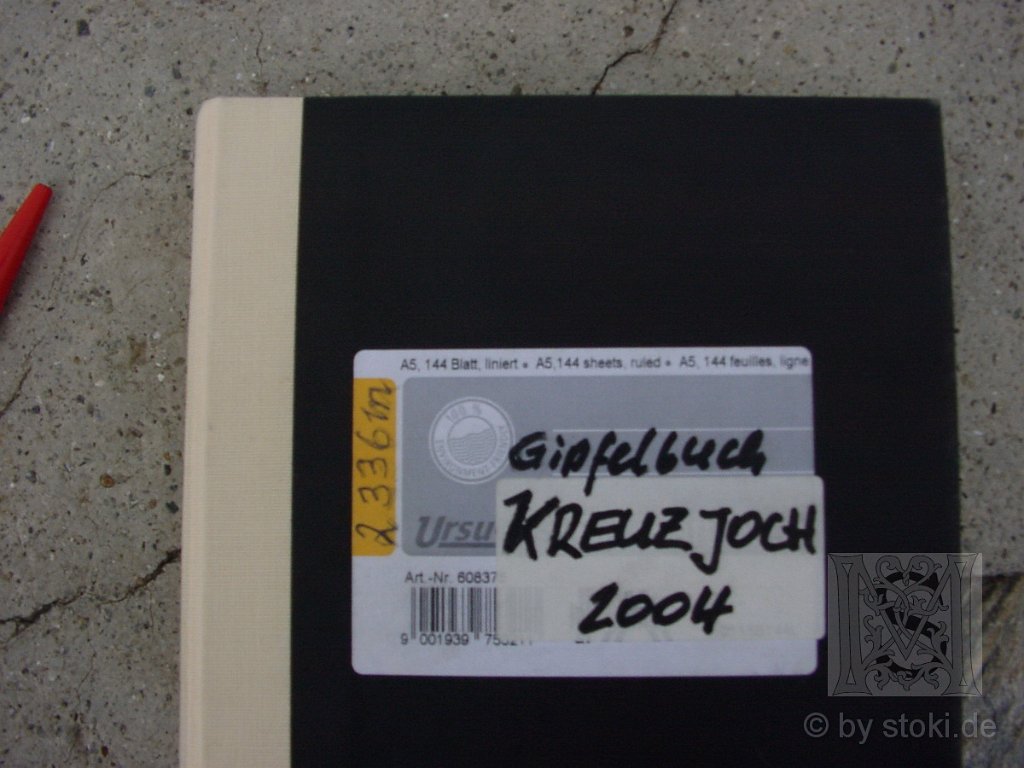 A5, 144 Blatt, liniert • A5,144 sheets, ruled • A5, 144 feuilles, ligne
2336m
100 %
Gipfelbuch
Ursu
KREUZJOCH
2004
Art.-Nr. 60837
9 001939
© by stoki.de